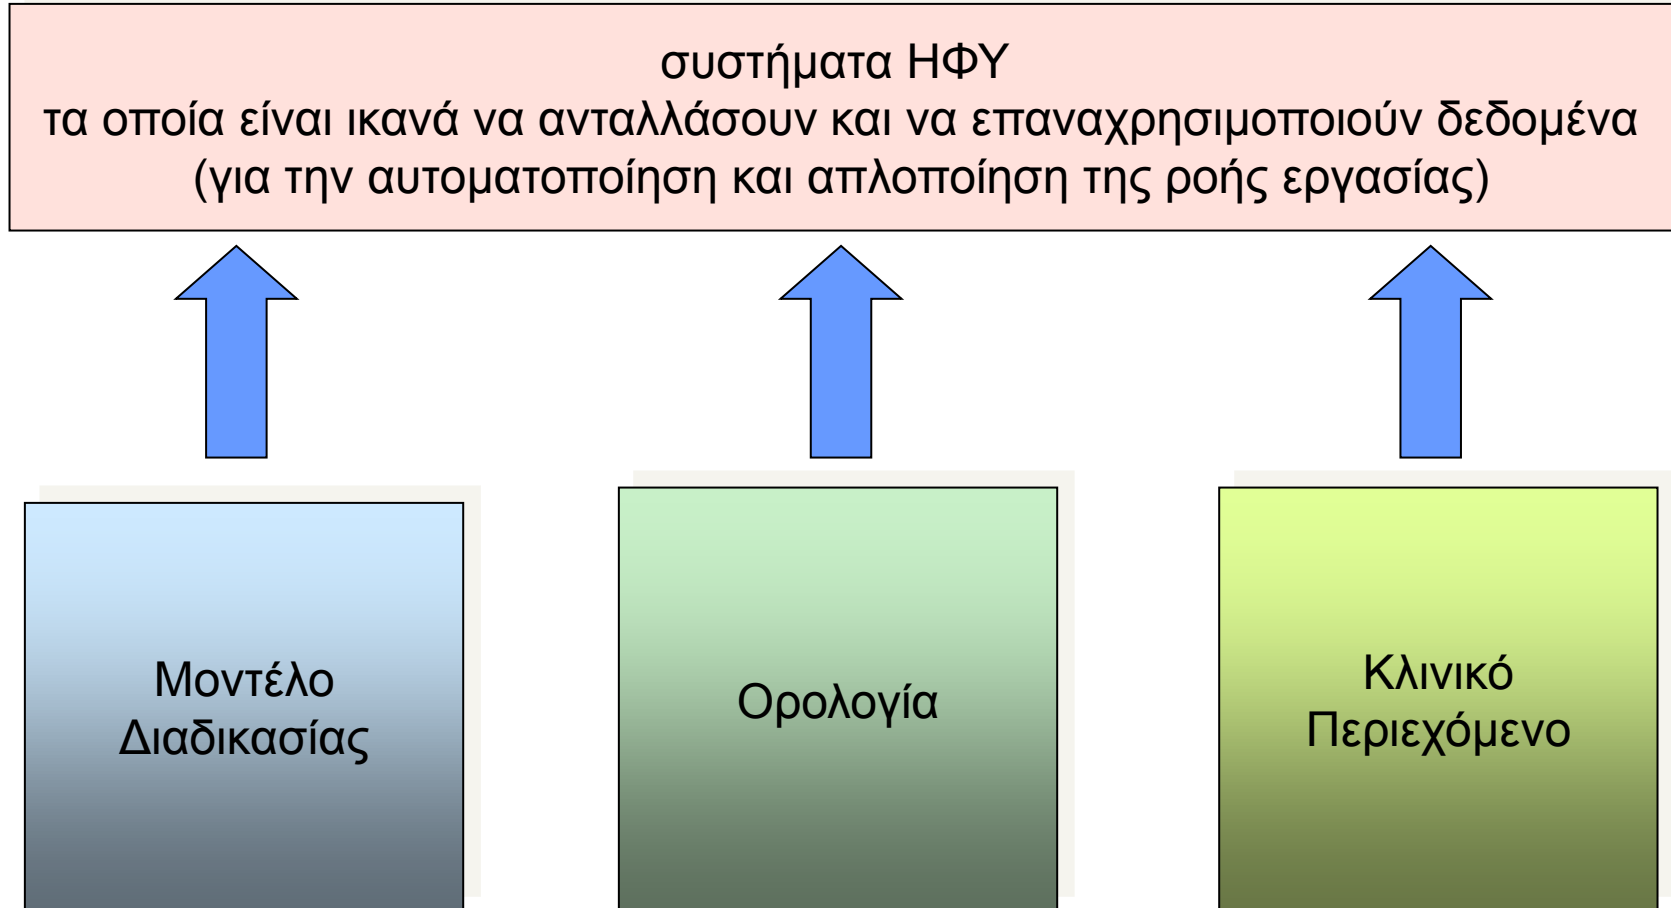 συστήματα ΗΦΥ
τα οποία είναι ικανά να ανταλλάσουν και να επαναχρησιμοποιούν δεδομένα
(για την αυτοματοποίηση και απλοποίηση της ροής εργασίας)
Μοντέλο
Διαδικασίας
Ορολογία
Κλινικό
Περιεχόμενο